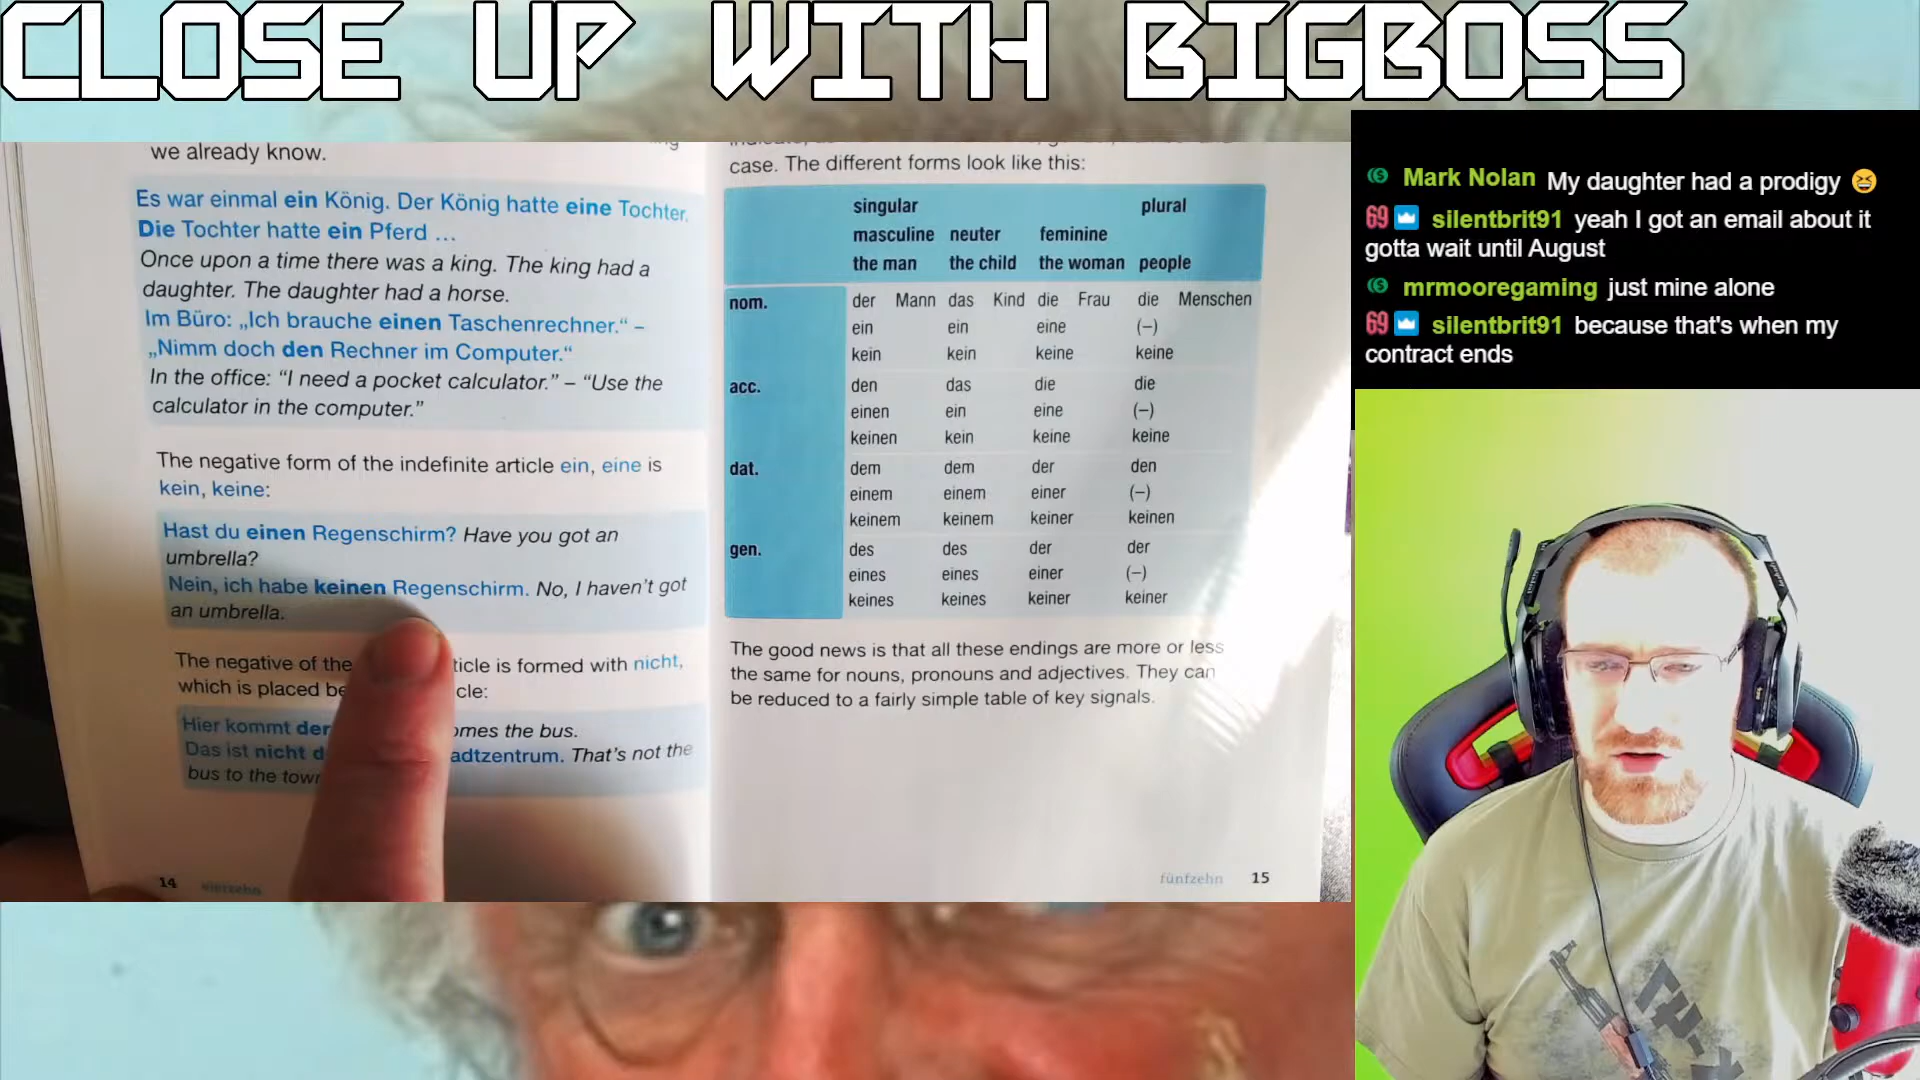 CLOSE UP WITH BIGBOSS
we already know.
Es war einmal ein König. Der König hatte eine Tochter.
Die Tochter hatte ein Pferd …
Once upon a time there was a king. The king had a
daughter. The daughter had a horse.
Im Büro: „Ich brauche einen Taschenrechner.“ –
„Nimm doch den Rechner im Computer.“
In the office: “I need a pocket calculator.” – “Use the
calculator in the computer.”
The negative form of the indefinite article ein, eine is
kein, keine:
Hast du einen Regenschirm? Have you got an
umbrella?
Nein, ich habe keinen Regenschirm. No, I haven't got
an umbrella.
The negative of the
ticle is formed with nicht,
which is placed
cle:
Hier kommt der
omes the bus.
Das ist nicht
adtzentrum. That's not the
bus to the
14 vierzehn
case. The different forms look like this:
singular plural
masculine neuter feminine
the man the child the woman people
nom. der Mann das Kind die Frau die Menschen
ein ein eine (–)
kein kein keine keine
acc. den das die die
einen ein eine (–)
keinen kein keine keine
dat. dem dem der den
einem einem einer (–)
keinem keinem keiner keinen
gen. des des der der
eines eines einer (–)
keines keines keiner keiner
The good news is that all these endings are more or less
the same for nouns, pronouns and adjectives. They can
be reduced to a fairly simple table of key signals.
fünfzehn 15
Mark Nolan My daughter had a prodigy
69 silentbrit91 yeah I got an email about it
gotta wait until August
mrmooregaming just mine alone
69 silentbrit91 because that's when my
contract ends